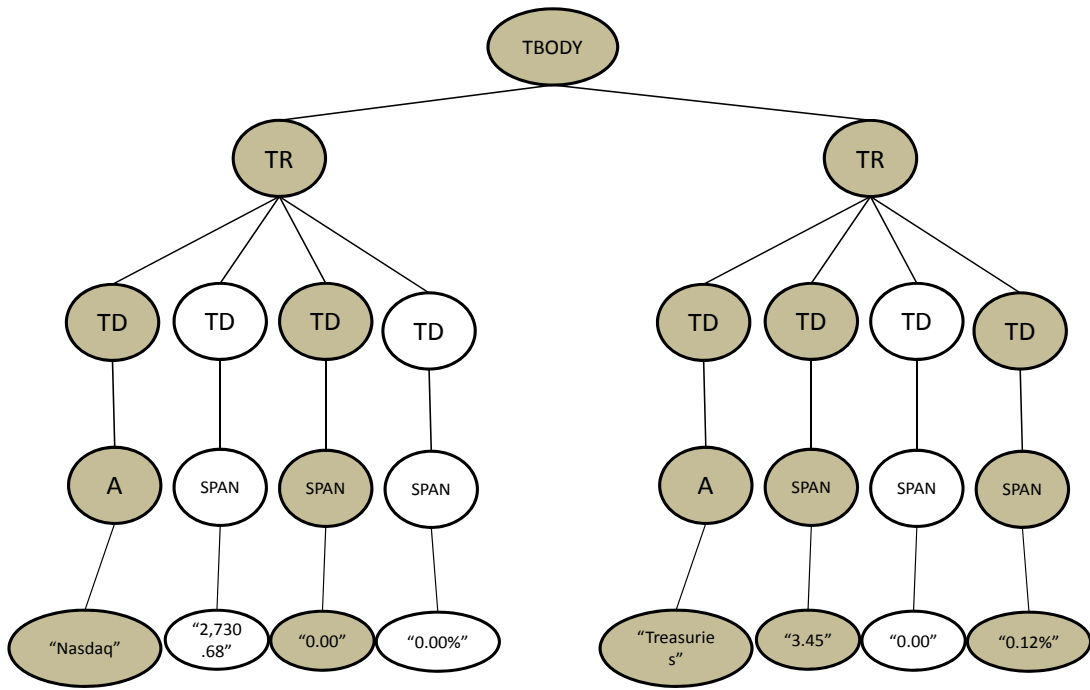 TBODY
TR
TR
TD
TD
TD
TD
TD
TD
TD
TD
A
SPAN
SPAN
SPAN
A
SPAN
SPAN
SPAN
“Nasdaq”
“2,730
.68”
“0.00”
“0.00%”
“Treasurie
s”
“3.45”
“0.00”
“0.12%”